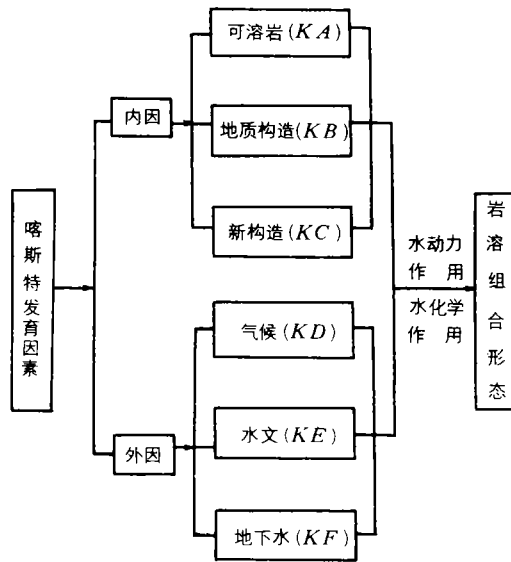 喀斯特发育因素
内因
外因
可溶岩(KA)
地质构造(KB)
新构造(KC)
气候(KD)
水文(KE)
地下水(KF)
水动力
作用
水化学
作用
岩溶组合形态